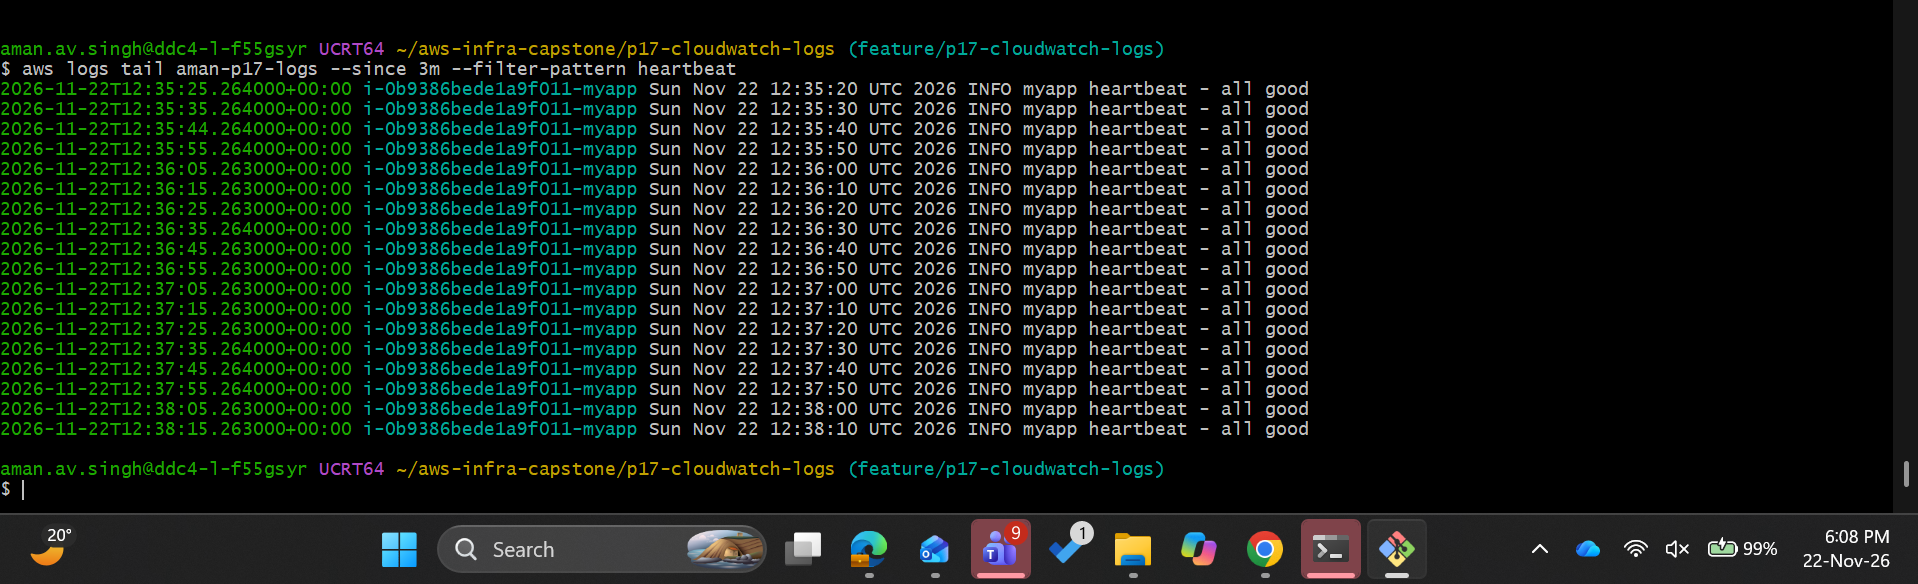 aman.av.singh@ddc4-l-f55gsyr UCRT64 ~/aws-infra-capstone/p17-cloudwatch-logs (feature/p17-cloudwatch-logs)
$ aws logs tail aman-p17-logs --since 3m --filter-pattern heartbeat
2026-11-22T12:35:25.264000+00:00 i-0b9386bede1a9f011-myapp Sun Nov 22 12:35:20 UTC 2026 INFO myapp heartbeat - all good
2026-11-22T12:35:35.264000+00:00 i-0b9386bede1a9f011-myapp Sun Nov 22 12:35:30 UTC 2026 INFO myapp heartbeat - all good
2026-11-22T12:35:44.264000+00:00 i-0b9386bede1a9f011-myapp Sun Nov 22 12:35:40 UTC 2026 INFO myapp heartbeat - all good
2026-11-22T12:35:55.264000+00:00 i-0b9386bede1a9f011-myapp Sun Nov 22 12:35:50 UTC 2026 INFO myapp heartbeat - all good
2026-11-22T12:36:05.263000+00:00 i-0b9386bede1a9f011-myapp Sun Nov 22 12:36:00 UTC 2026 INFO myapp heartbeat - all good
2026-11-22T12:36:15.263000+00:00 i-0b9386bede1a9f011-myapp Sun Nov 22 12:36:10 UTC 2026 INFO myapp heartbeat - all good
2026-11-22T12:36:25.263000+00:00 i-0b9386bede1a9f011-myapp Sun Nov 22 12:36:20 UTC 2026 INFO myapp heartbeat - all good
2026-11-22T12:36:35.264000+00:00 i-0b9386bede1a9f011-myapp Sun Nov 22 12:36:30 UTC 2026 INFO myapp heartbeat - all good
2026-11-22T12:36:45.263000+00:00 i-0b9386bede1a9f011-myapp Sun Nov 22 12:36:40 UTC 2026 INFO myapp heartbeat - all good
2026-11-22T12:36:55.263000+00:00 i-0b9386bede1a9f011-myapp Sun Nov 22 12:36:50 UTC 2026 INFO myapp heartbeat - all good
2026-11-22T12:37:05.263000+00:00 i-0b9386bede1a9f011-myapp Sun Nov 22 12:37:00 UTC 2026 INFO myapp heartbeat - all good
2026-11-22T12:37:15.263000+00:00 i-0b9386bede1a9f011-myapp Sun Nov 22 12:37:10 UTC 2026 INFO myapp heartbeat - all good
2026-11-22T12:37:25.263000+00:00 i-0b9386bede1a9f011-myapp Sun Nov 22 12:37:20 UTC 2026 INFO myapp heartbeat - all good
2026-11-22T12:37:35.264000+00:00 i-0b9386bede1a9f011-myapp Sun Nov 22 12:37:30 UTC 2026 INFO myapp heartbeat - all good
2026-11-22T12:37:45.264000+00:00 i-0b9386bede1a9f011-myapp Sun Nov 22 12:37:40 UTC 2026 INFO myapp heartbeat - all good
2026-11-22T12:37:55.264000+00:00 i-0b9386bede1a9f011-myapp Sun Nov 22 12:37:50 UTC 2026 INFO myapp heartbeat - all good
2026-11-22T12:38:05.263000+00:00 i-0b9386bede1a9f011-myapp Sun Nov 22 12:38:00 UTC 2026 INFO myapp heartbeat - all good
2026-11-22T12:38:15.263000+00:00 i-0b9386bede1a9f011-myapp Sun Nov 22 12:38:10 UTC 2026 INFO myapp heartbeat - all good
aman.av.singh@ddc4-l-f55gsyr UCRT64 ~/aws-infra-capstone/p17-cloudwatch-logs (feature/p17-cloudwatch-logs)
$
20°
Search
9
1
99%
6:08 PM
22-Nov-26